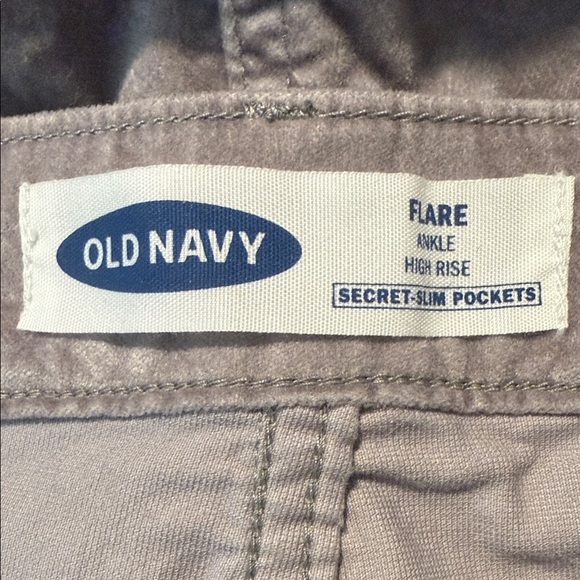 OLD NAVY
FLARE
ANKLE
HIGH RISE
SECRET-SLIM POCKETS